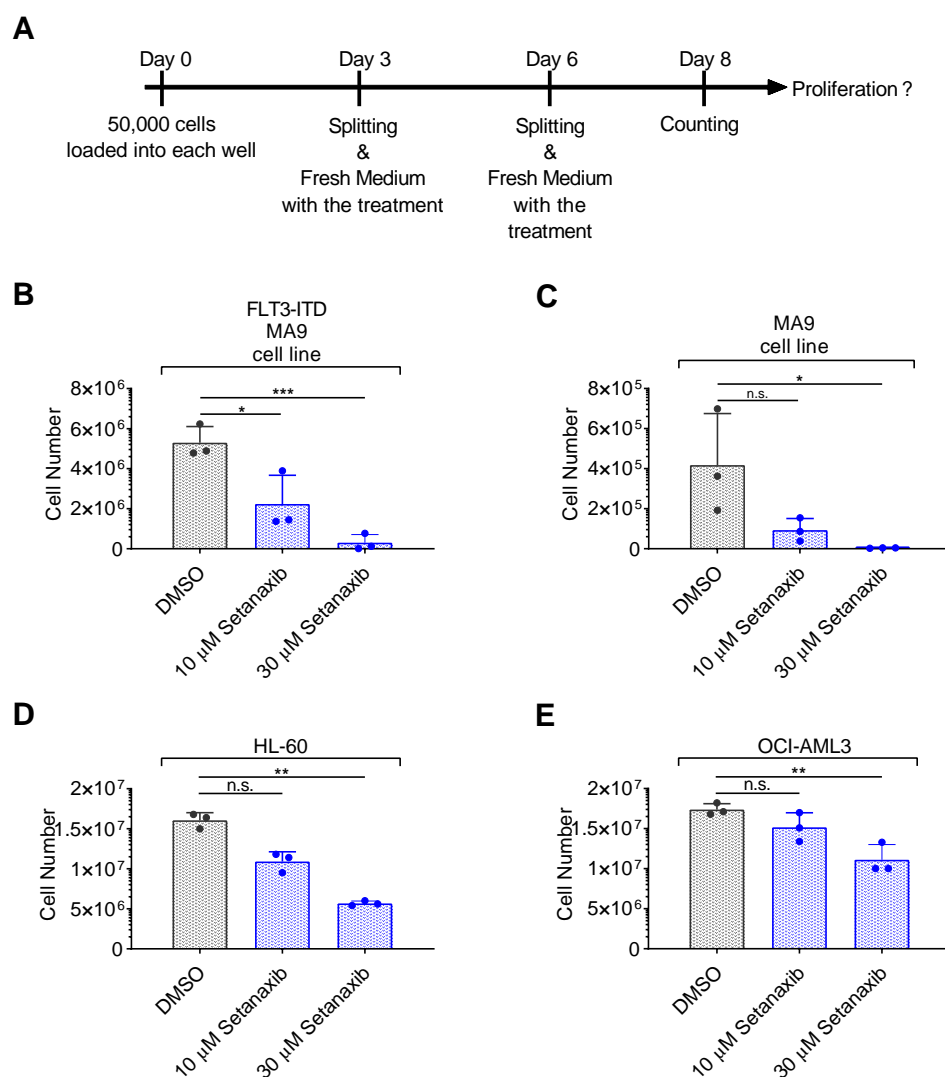 A
Day 0 Day 3 Day 6 Day 8
Proliferation ?
50,000 cells
loaded into each well
Splitting
&
Fresh Medium
with the treatment
Splitting
&
Fresh Medium
with the
treatment
Counting
B
FLT3-ITD
MA9
cell line
***
*
8×10⁶
6×10⁶
4×10⁶
2×10⁶
0
Cell Number
DMSO
10 μM Setanaxib
30 μM Setanaxib
C
MA9
cell line
*
n.s.
8×10⁵
6×10⁵
4×10⁵
2×10⁵
0
Cell Number
DMSO
10 μM Setanaxib
30 μM Setanaxib
D
HL-60
**
n.s.
2×10⁷
1.5×10⁷
1×10⁷
5×10⁶
0
Cell Number
DMSO
10 μM Setanaxib
30 μM Setanaxib
E
OCI-AML3
**
n.s.
2×10⁷
1.5×10⁷
1×10⁷
5×10⁶
0
Cell Number
DMSO
10 μM Setanaxib
30 μM Setanaxib